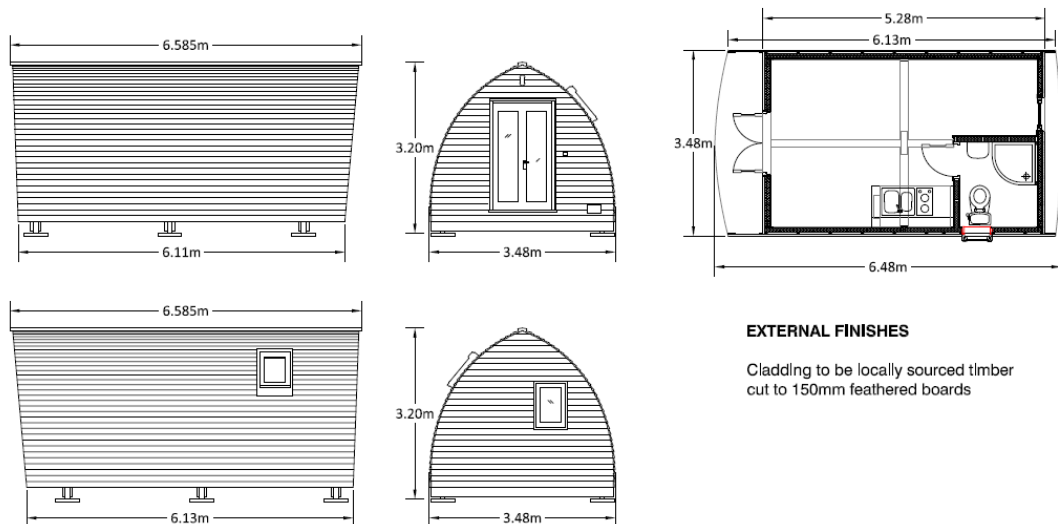 6.585m
3.20m
6.11m
3.48m
5.28m
6.13m
3.48m
6.48m
6.585m
3.20m
6.13m
3.48m
EXTERNAL FINISHES
Cladding to be locally sourced timber
cut to 150mm feathered boards